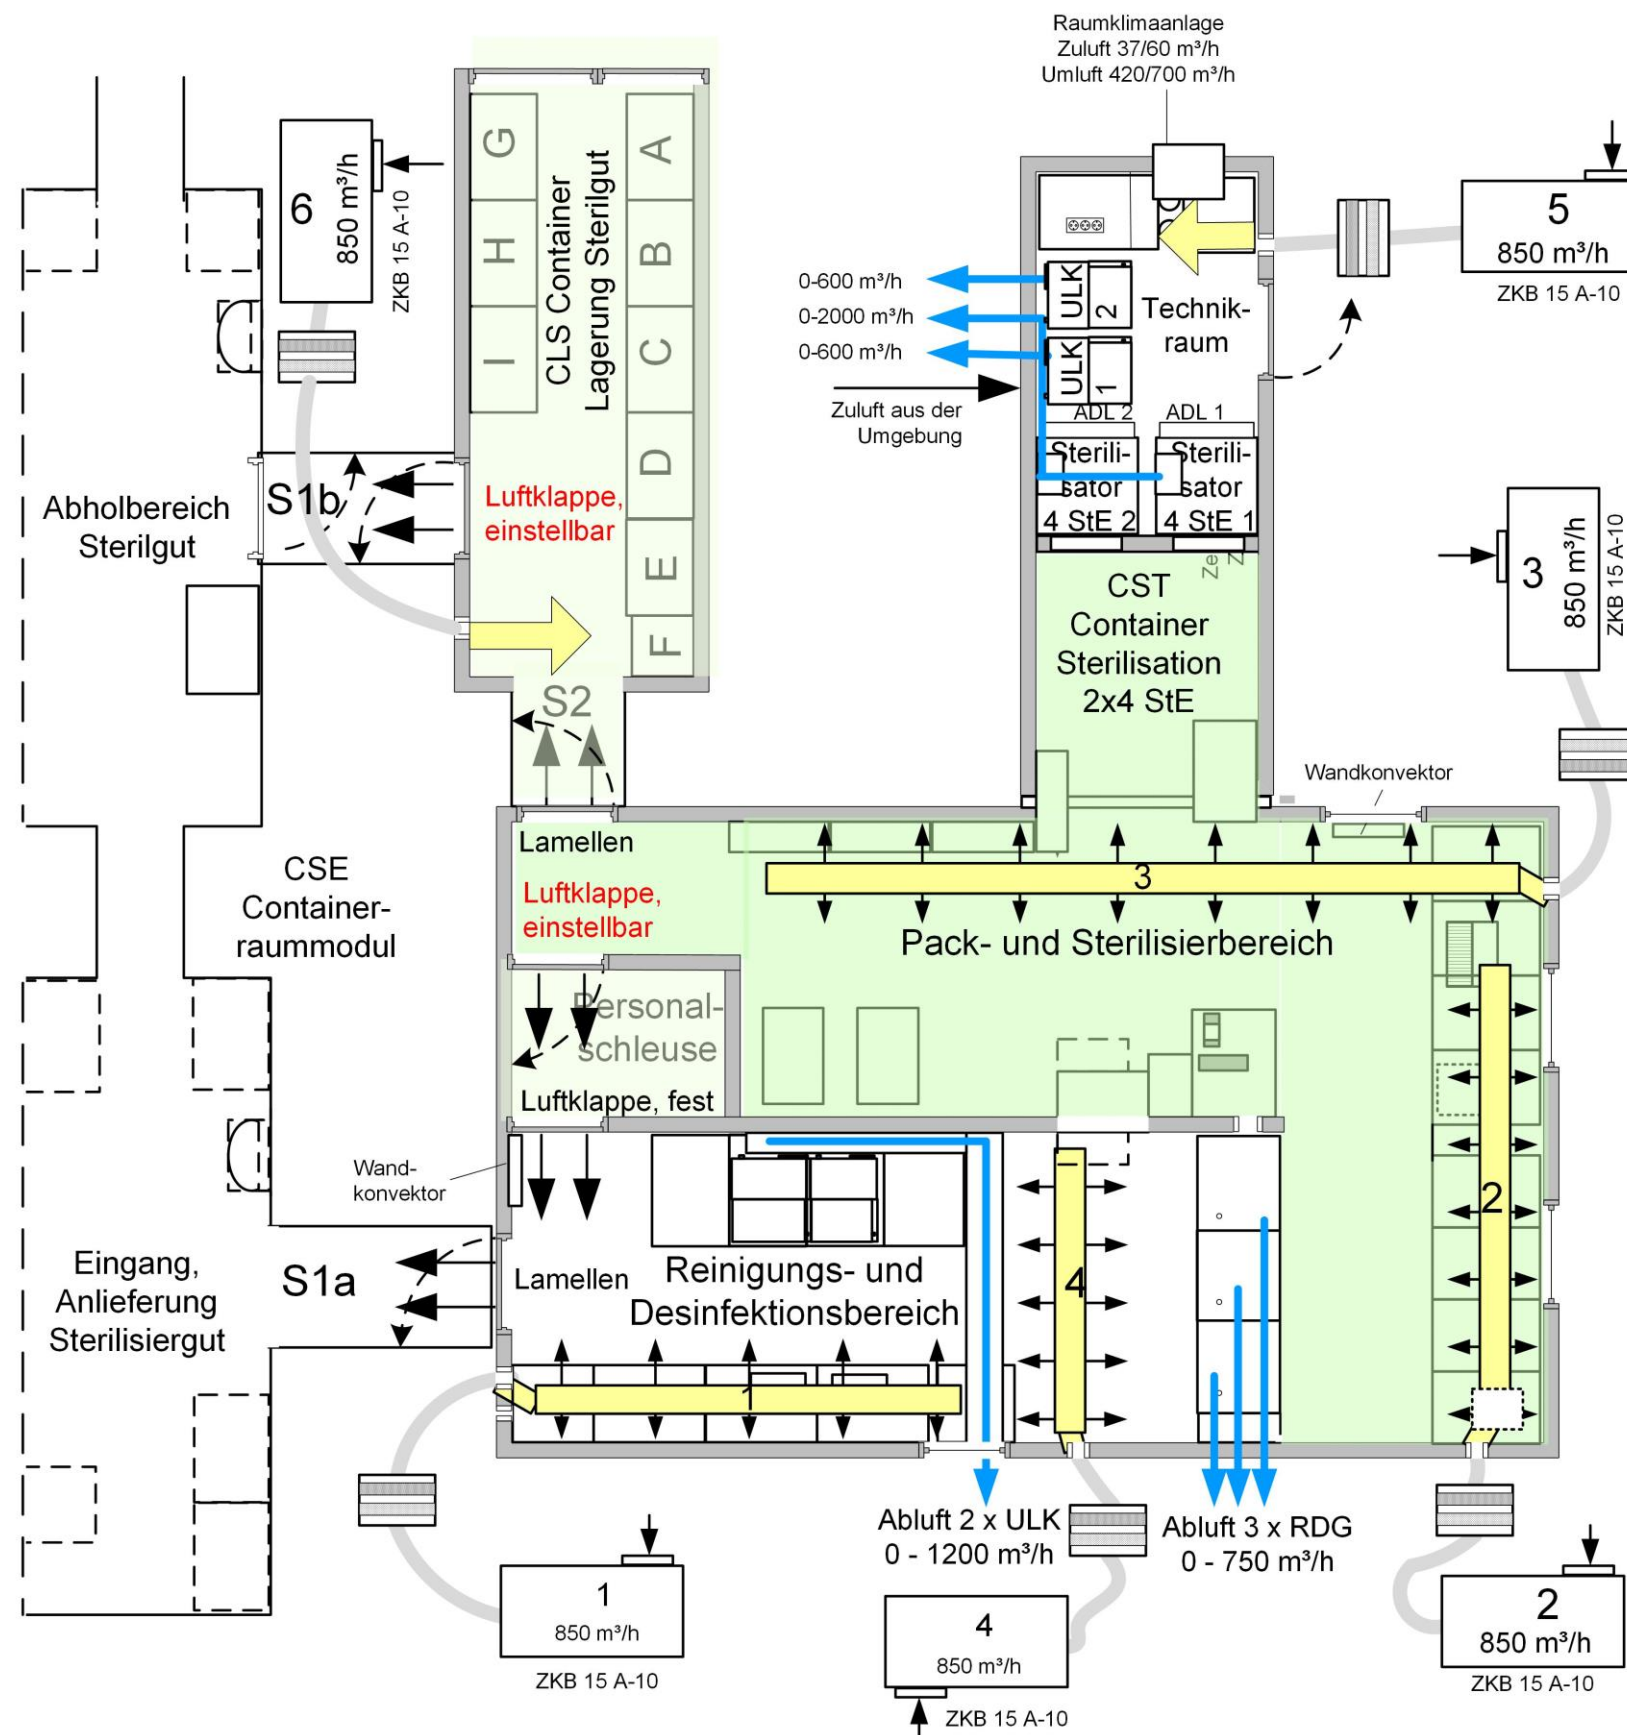 Raumklimaanlage
Zuluft 37/60 m³/h
Umluft 420/700 m³/h
6
850 m³/h
ZKB 15 A-10
G
H
I
CLS Container
Lagerung Sterilgut
A
B
C
D
E
F
5
850 m³/h
ZKB 15 A-10
0-600 m³/h
0-2000 m³/h
0-600 m³/h
ULK
2
ULK
1
Technik-
raum
Zuluft aus der
Umgebung
ADL 2
ADL 1
Sterili-
sator
4 StE 2
Sterili-
sator
4 StE 1
Abholbereich
Sterilgut
S1b
Luftklappe,
einstellbar
3
850 m³/h
ZKB 15 A-10
CST
Container
Sterilisation
2x4 StE
S2
Wandkonvektor
Lamellen
Luftklappe,
einstellbar
CSE
Container-
raummodul
3
Pack- und Sterilisierbereich
Personal-
schleuse
Luftklappe, fest
Wand-
konvektor
2
Eingang,
Anlieferung
Sterilisiergut
S1a
Lamellen
Reinigungs- und
Desinfektionsbereich
4
1
Abluft 2 x ULK
0 - 1200 m³/h
Abluft 3 x RDG
0 - 750 m³/h
1
850 m³/h
ZKB 15 A-10
4
850 m³/h
ZKB 15 A-10
2
850 m³/h
ZKB 15 A-10